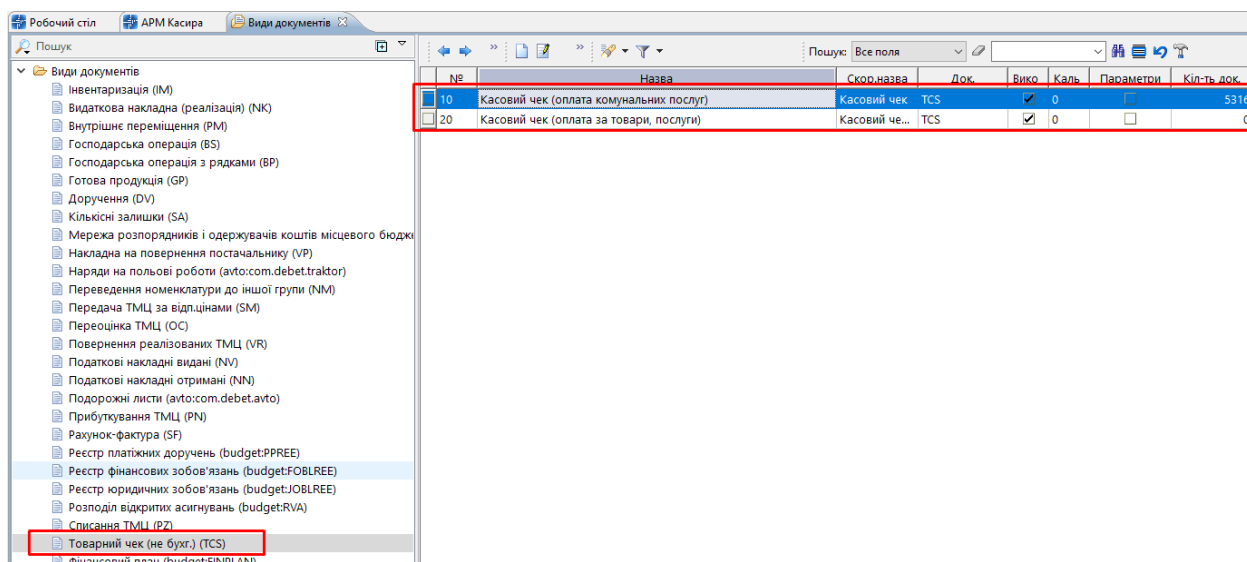 Робочий стіл АРМ Касира Види документів
Пошук
Пошук: Все поля
Види документів
Інвентаризація (IM)
Видаткова накладна (реалізація) (NK)
Внутрішнє переміщення (PM)
Господарська операція (BS)
Господарська операція з рядками (BP)
Готова продукція (GP)
Доручення (DV)
Кількісні залишки (SA)
Мережа розпорядників і одержувачів коштів місцевого бюдже
Накладна на повернення постачальнику (VP)
Наряди на польові роботи (avto:com.debet.traktor)
Переведення номенклатури до іншої групи (NM)
Передача ТМЦ за відп.цінами (SM)
Переоцінка ТМЦ (OC)
Повернення реалізованих ТМЦ (VR)
Податкові накладні видані (NV)
Податкові накладні отримані (NN)
Подорожні листи (avto:com.debet.avto)
Прибуткування ТМЦ (PN)
Рахунок-фактура (SF)
Реєстр платіжних доручень (budget:PPREE)
Реєстр фінансових зобов'язань (budget:FOBLREE)
Реєстр юридичних зобов'язань (budget:JOBLREE)
Розподіл відкритих асигнувань (budget:RVA)
Списання ТМЦ (PZ)
Товарний чек (не бухг.) (TCS)
Фінансовий план (budget:FINPLAN)
№ Назва Скор.назва Док. Вико Каль Параметри Кіл-ть док.
10 Касовий чек (оплата комунальних послуг) Касовий чек TCS 0 5316
20 Касовий чек (оплата за товари, послуги) Касовий че... TCS 0 0